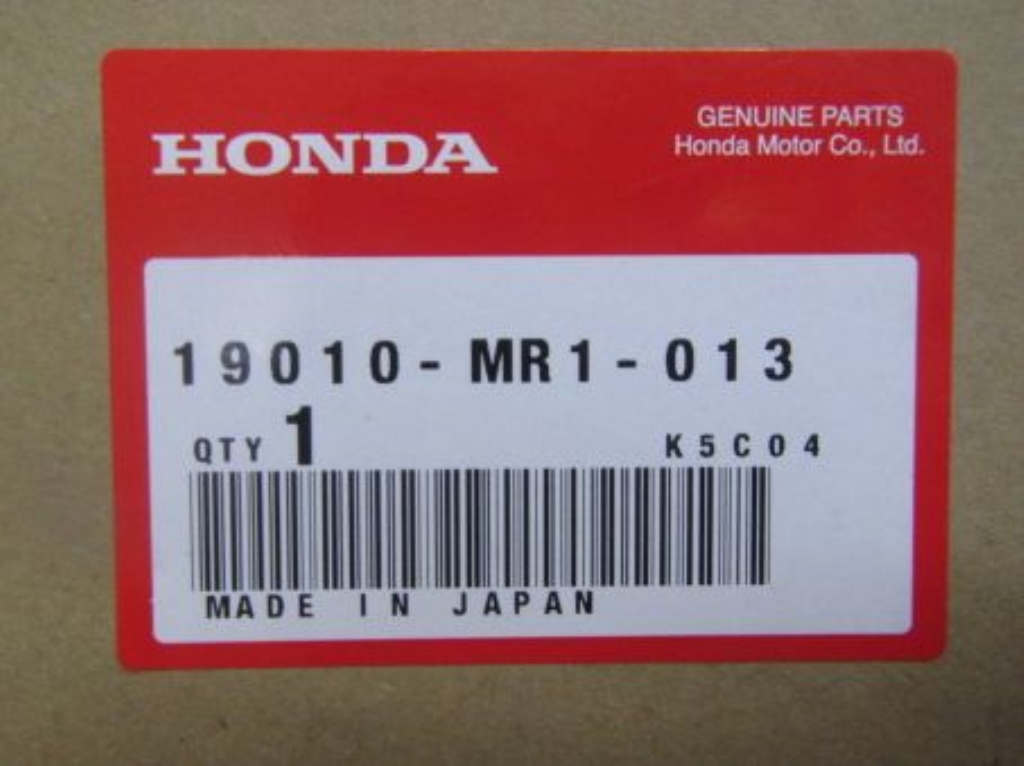 HONDA
GENUINE PARTS
Honda Motor Co., Ltd.
19010-MR1-013
QTY 1 K5C04
MADE IN JAPAN